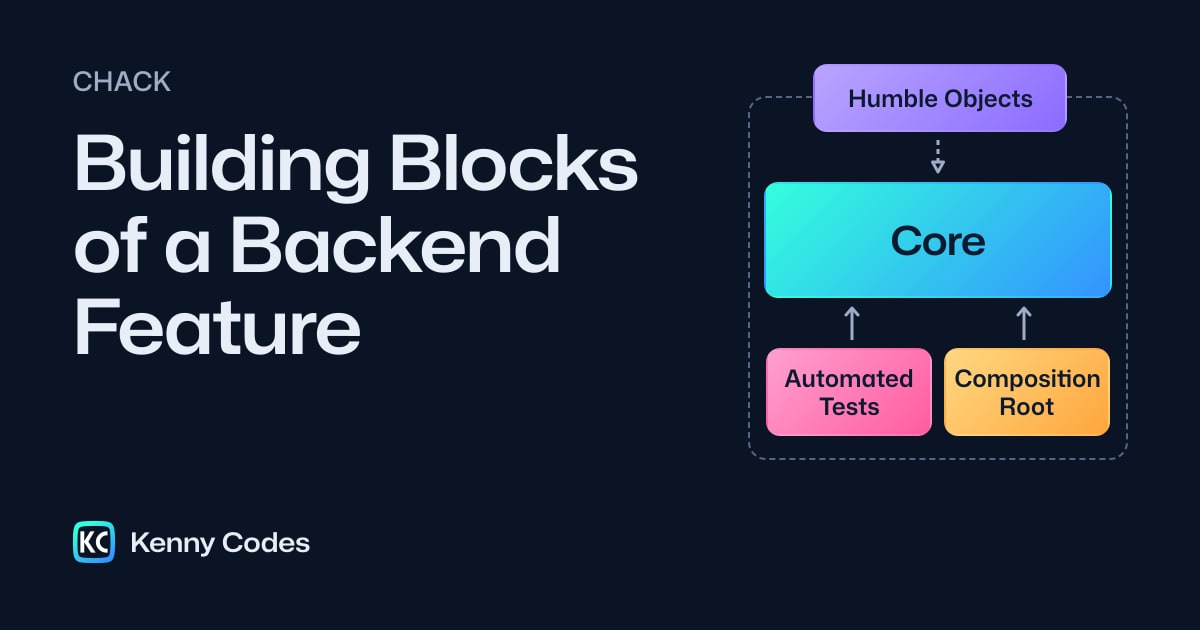 CHACK
Building Blocks
of a Backend
Feature
Humble Objects
Core
Automated
Tests
Composition
Root
KC
Kenny Codes